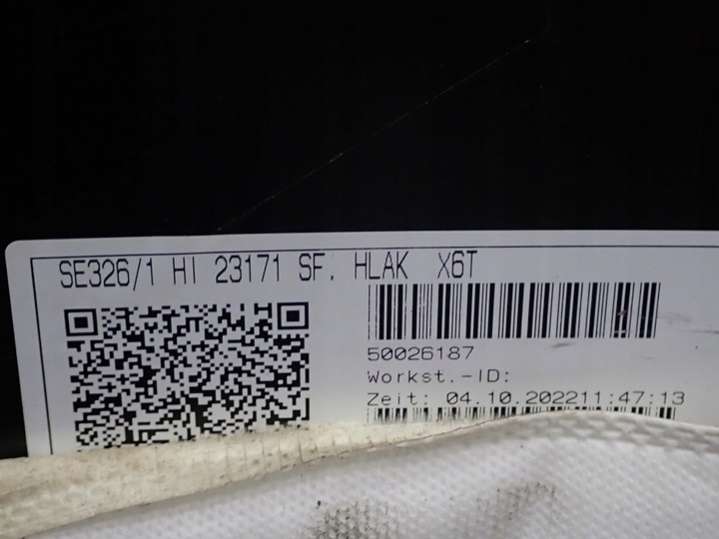 SE326/1 HI 23171 SF. HLAK X6T
50026187
Workst.-ID:
Zeit: 04.10.202211:47:13